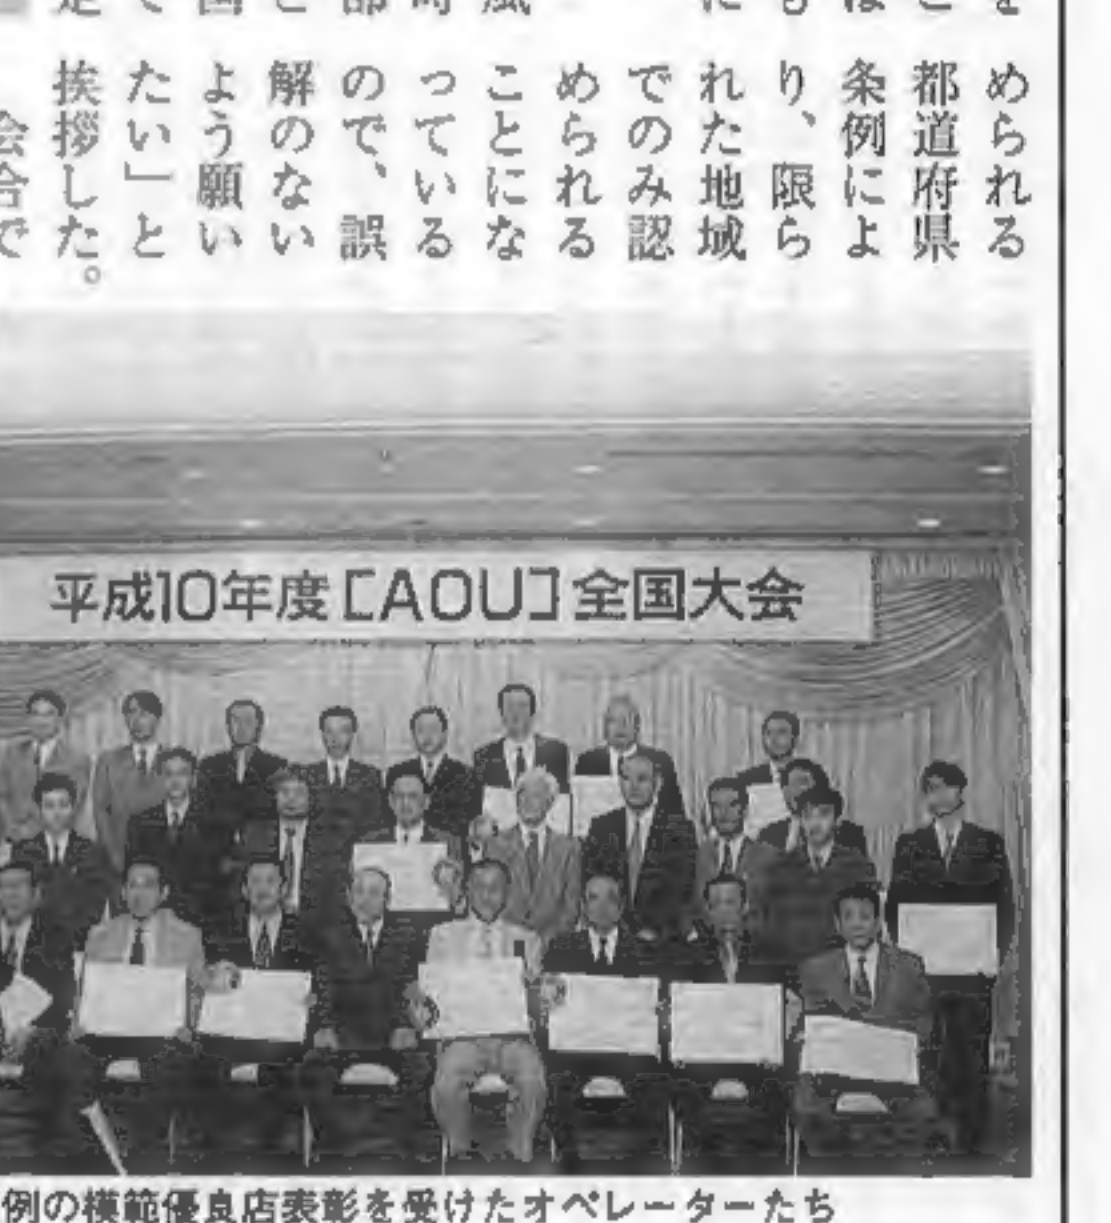 められる
都道府県
条例によ
り、限ら
れた地域
でのみ認
められる
ことにな
っている
ので、誤
解のない
よう願い
たい」と
挨拶した。
会合で
平成10年度［AOU］全国大会
例の模範優良店表彰を受けたオペレーターたち